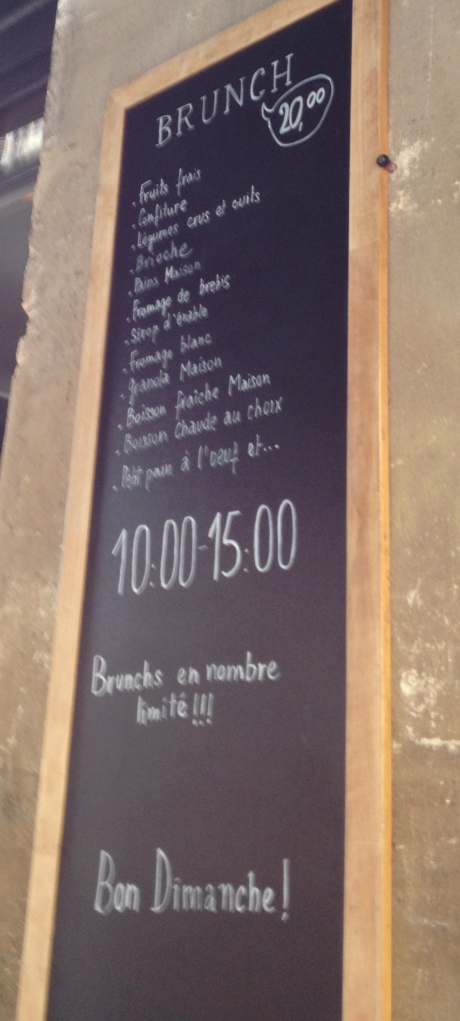 BRUNCH
20,00
. Fruits frais
. Confiture
. Légumes crus et cuits
. Brioche
. Pains Maison
. Fromage de brebis
. Sirop d'érable
. Fromage blanc
. Granola Maison
. Boisson fraîche Maison
. Boisson Chaude au choix
. Petit pain à l'oeuf et...
10:00-15:00
Brunchs en nombre
limité!!!
Bon Dimanche!